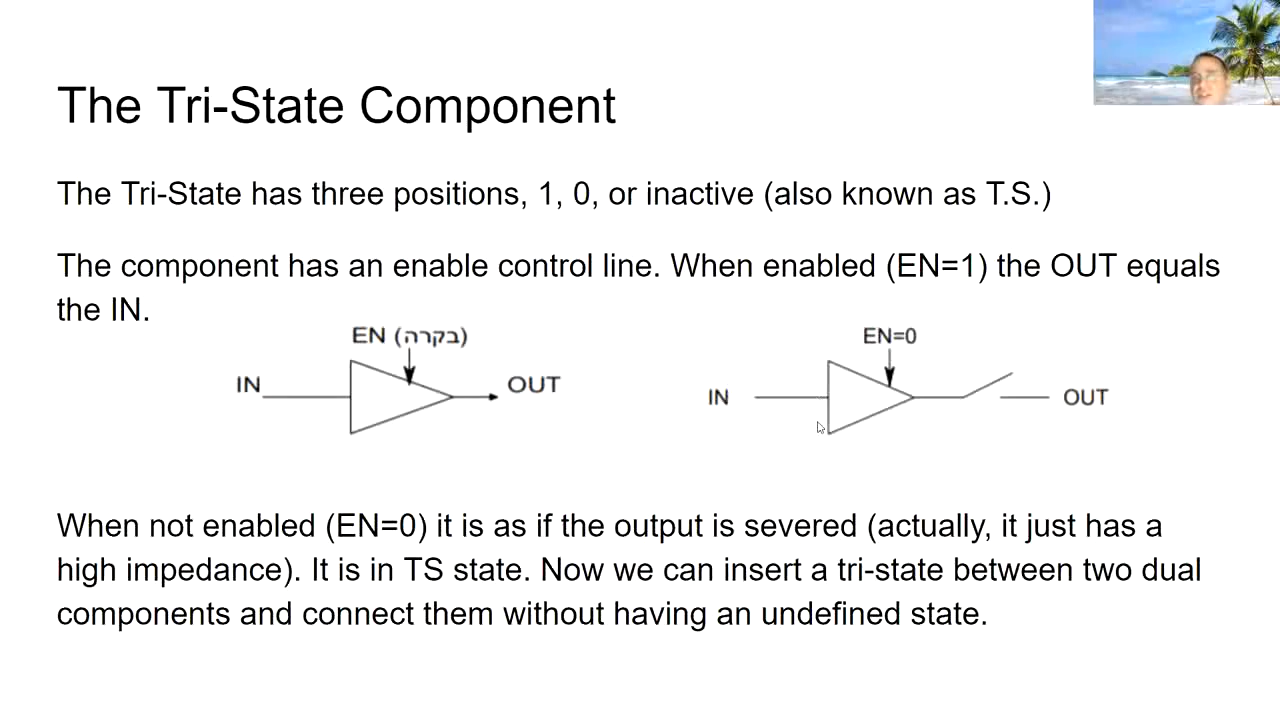 The Tri-State Component
The Tri-State has three positions, 1, 0, or inactive (also known as T.S.)
The component has an enable control line. When enabled (EN=1) the OUT equals
the IN.
EN (בקרה)
IN
OUT
EN=0
IN
OUT
When not enabled (EN=0) it is as if the output is severed (actually, it just has a
high impedance). It is in TS state. Now we can insert a tri-state between two dual
components and connect them without having an undefined state.